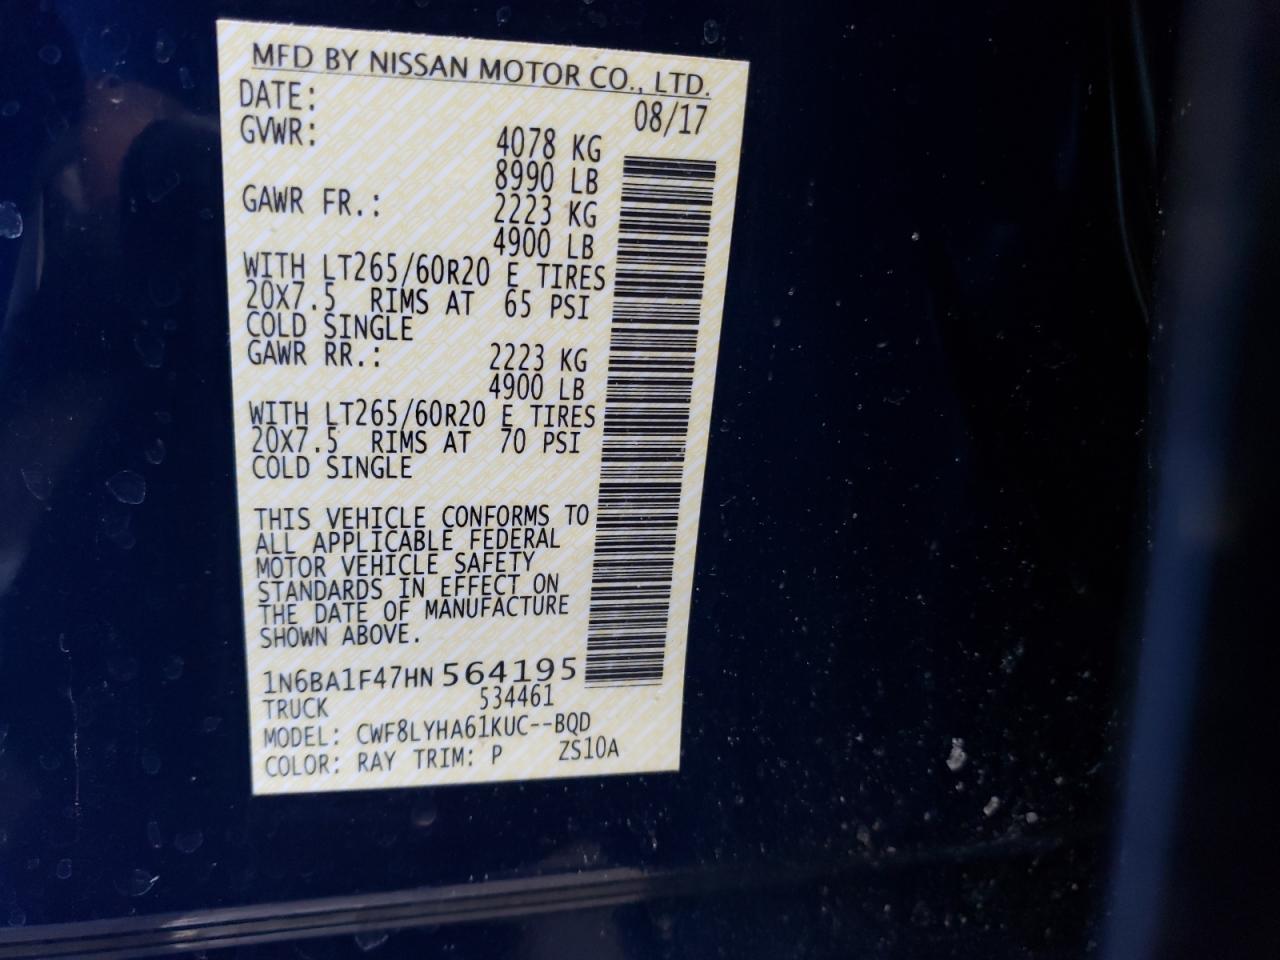 MFD BY NISSAN MOTOR CO., LTD.
DATE: 08/17
GVWR: 4078 KG
8990 LB
GAWR FR.: 2223 KG
4900 LB
WITH LT265/60R20 E TIRES
20X7.5 RIMS AT 65 PSI
COLD SINGLE
GAWR RR.: 2223 KG
4900 LB
WITH LT265/60R20 E TIRES
20X7.5 RIMS AT 70 PSI
COLD SINGLE
THIS VEHICLE CONFORMS TO
ALL APPLICABLE FEDERAL
MOTOR VEHICLE SAFETY
STANDARDS IN EFFECT ON
THE DATE OF MANUFACTURE
SHOWN ABOVE.
1N6BA1F47HN 564195
TRUCK 534461
MODEL: CWF8LYHA61KUC--BQD
COLOR: RAY TRIM: P ZS10A